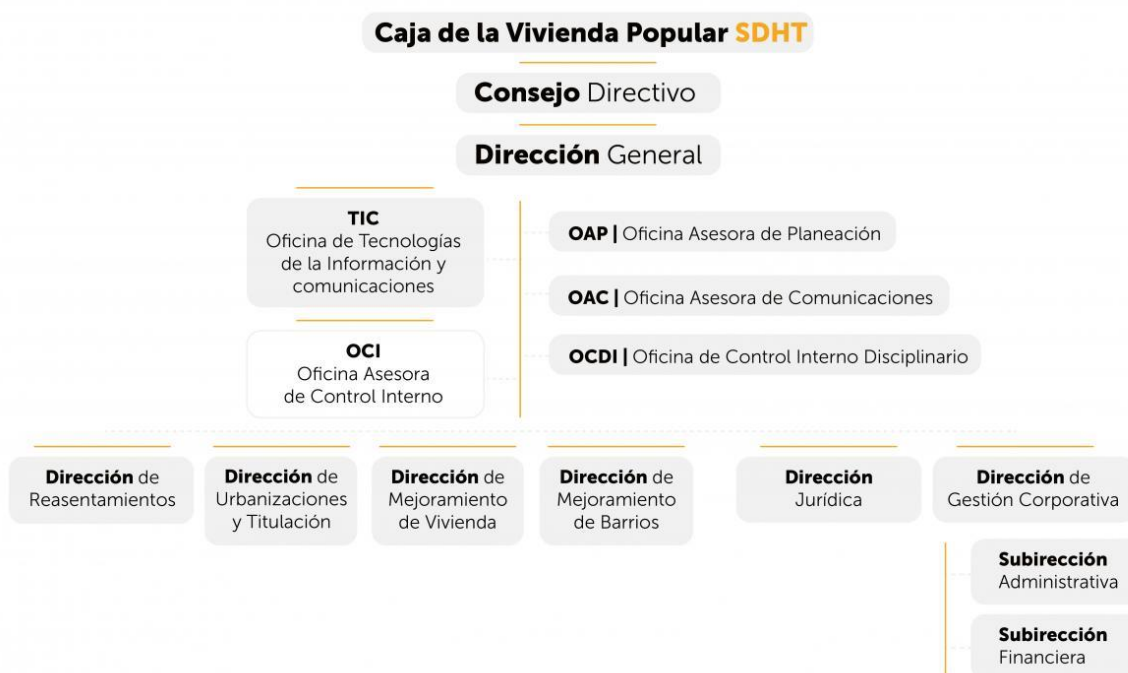 Caja de la Vivienda Popular SDHT
Consejo Directivo
Dirección General
TIC
Oficina de Tecnologías
de la Información y
comunicaciones
OCI
Oficina Asesora
de Control Interno
OAP | Oficina Asesora de Planeación
OAC | Oficina Asesora de Comunicaciones
OCDI | Oficina de Control Interno Disciplinario
Dirección de
Reasentamientos
Dirección de
Urbanizaciones
y Titulación
Dirección de
Mejoramiento
de Vivienda
Dirección de
Mejoramiento
de Barrios
Dirección
Jurídica
Dirección de
Gestión Corporativa
Subirección
Administrativa
Subirección
Financiera